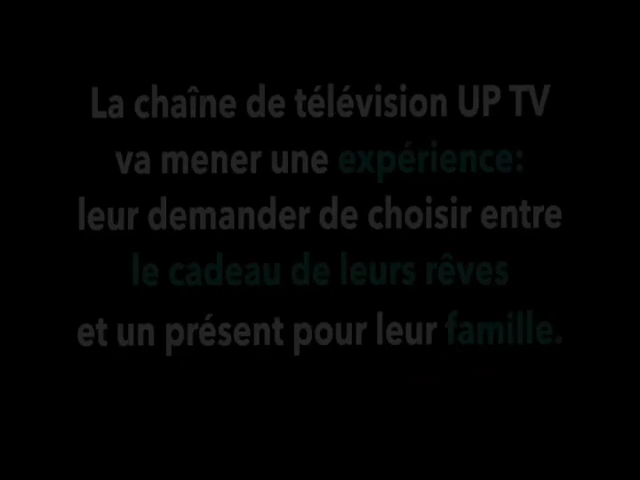 La chaîne de télévision UP TV
va mener une expérience:
leur demander de choisir entre
le cadeau de leurs rêves
et un présent pour leur famille.